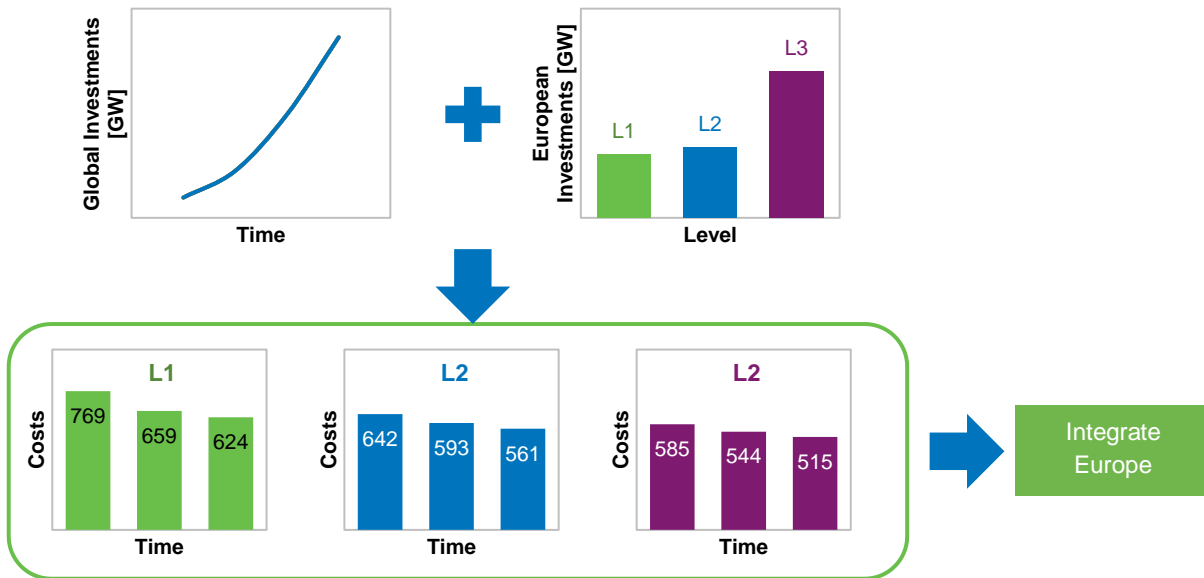 Global Investments
[GW]
Time
European
Investments [GW]
L1
L2
L3
Level
L1
Costs
769
659
624
Time
L2
Costs
642
593
561
Time
L2
Costs
585
544
515
Time
Integrate
Europe